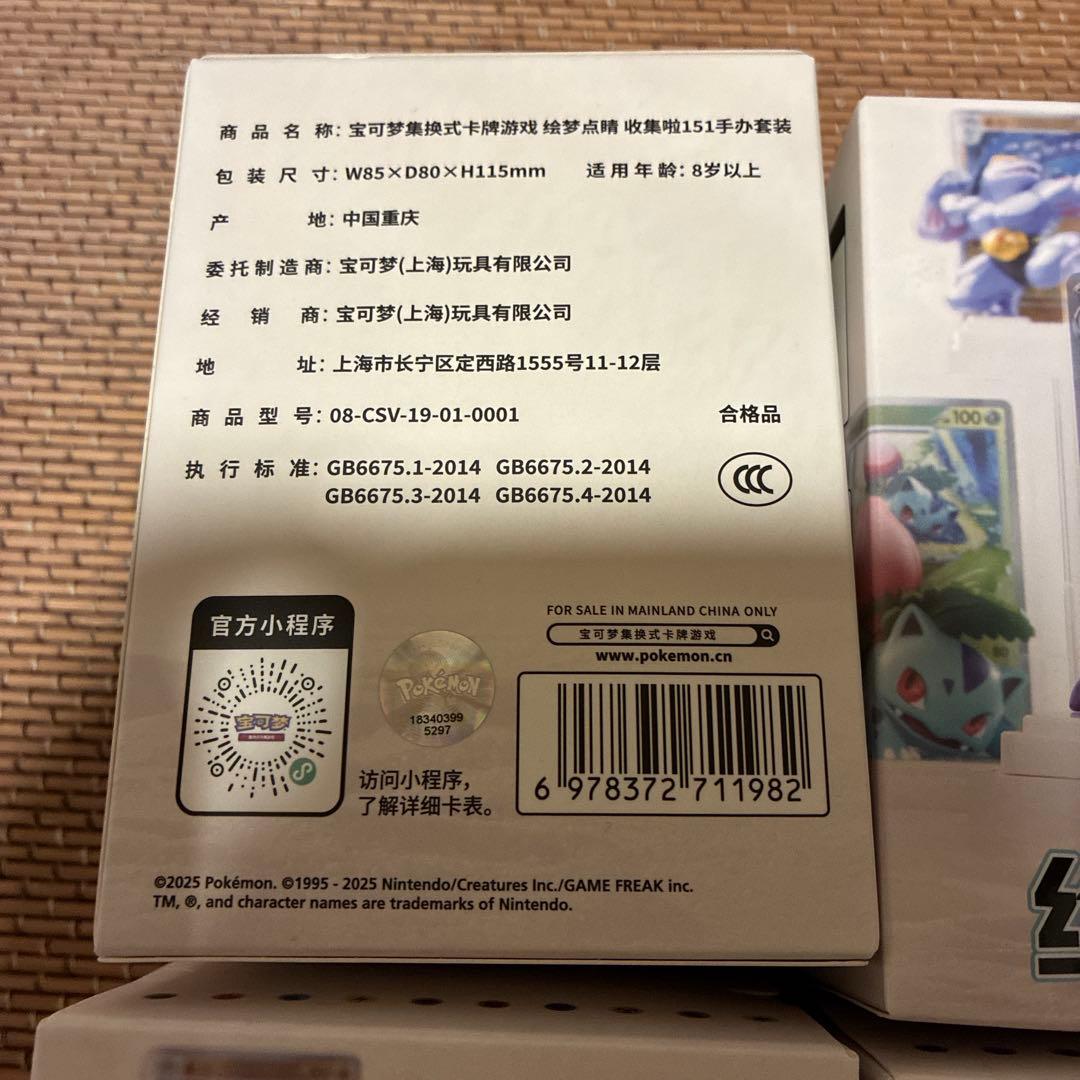 商品名称：宝可梦集换式卡牌游戏 绘梦点睛 收集啦151手办套装
包装尺寸：W85×D80×H115mm 适用年龄：8岁以上
产地：中国重庆
委托制造商：宝可梦(上海)玩具有限公司
经销商：宝可梦(上海)玩具有限公司
地址：上海市长宁区定西路1555号11-12层
商品型号：08-CSV-19-01-0001 合格品
执行标准：GB6675.1-2014 GB6675.2-2014
GB6675.3-2014 GB6675.4-2014
CCC
官方小程序
宝可梦
POKéMON
18340399
5297
访问小程序，
了解详细卡表。
FOR SALE IN MAINLAND CHINA ONLY
宝可梦集换式卡牌游戏
www.pokemon.cn
6 978372 711982
©2025 Pokémon. ©1995 - 2025 Nintendo/Creatures Inc./GAME FREAK inc.
TM, ®, and character names are trademarks of Nintendo.
100
80